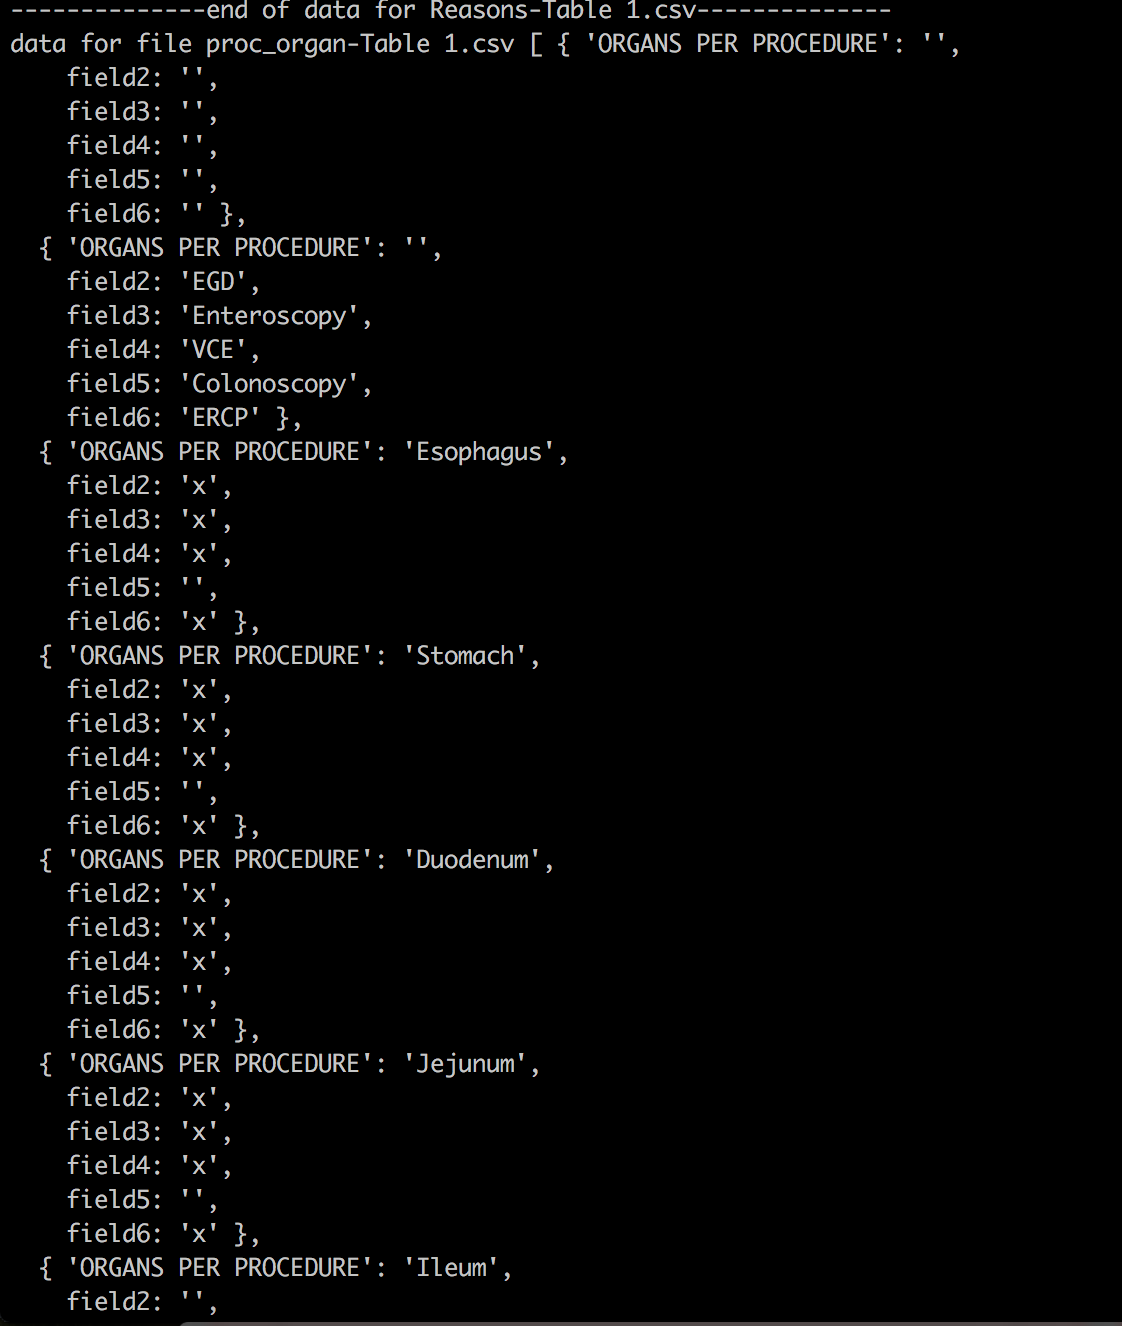 --------------end of data for Reasons-Table 1.csv--------------
data for file proc_organ-Table 1.csv [ { 'ORGANS PER PROCEDURE': '',
    field2: '',
    field3: '',
    field4: '',
    field5: '',
    field6: '' },
  { 'ORGANS PER PROCEDURE': '',
    field2: 'EGD',
    field3: 'Enteroscopy',
    field4: 'VCE',
    field5: 'Colonoscopy',
    field6: 'ERCP' },
  { 'ORGANS PER PROCEDURE': 'Esophagus',
    field2: 'x',
    field3: 'x',
    field4: 'x',
    field5: '',
    field6: 'x' },
  { 'ORGANS PER PROCEDURE': 'Stomach',
    field2: 'x',
    field3: 'x',
    field4: 'x',
    field5: '',
    field6: 'x' },
  { 'ORGANS PER PROCEDURE': 'Duodenum',
    field2: 'x',
    field3: 'x',
    field4: 'x',
    field5: '',
    field6: 'x' },
  { 'ORGANS PER PROCEDURE': 'Jejunum',
    field2: 'x',
    field3: 'x',
    field4: 'x',
    field5: '',
    field6: 'x' },
  { 'ORGANS PER PROCEDURE': 'Ileum',
    field2: '',